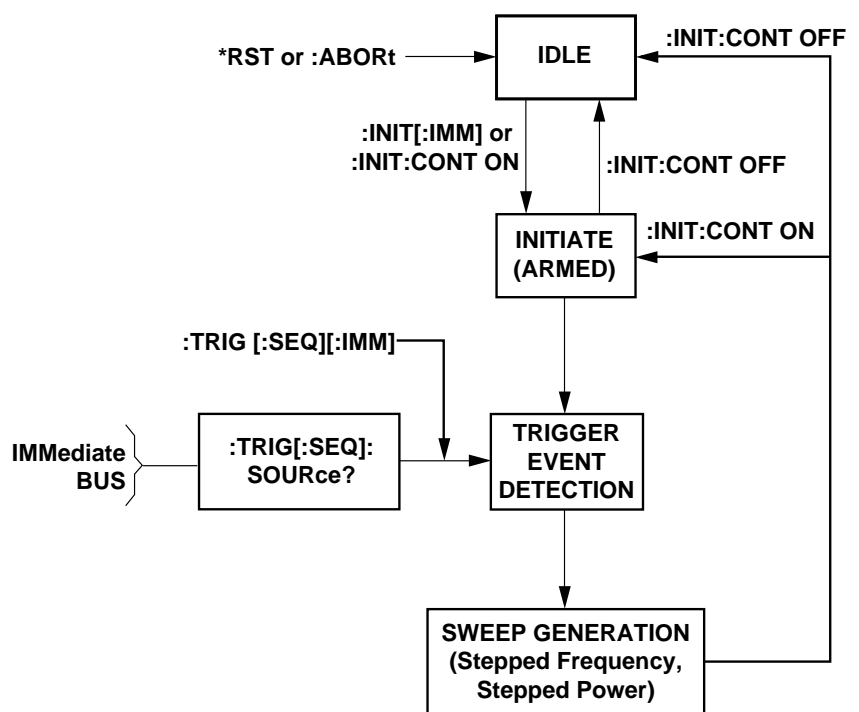 *RST or :ABORt
IDLE
:INIT:CONT OFF
:INIT[:IMM] or
:INIT:CONT ON
:INIT:CONT OFF
INITIATE
(ARMED)
:INIT:CONT ON
:TRIG [:SEQ][:IMM]
IMMediate
BUS
:TRIG[:SEQ]:
SOURce?
TRIGGER
EVENT
DETECTION
SWEEP GENERATION
(Stepped Frequency,
Stepped Power)